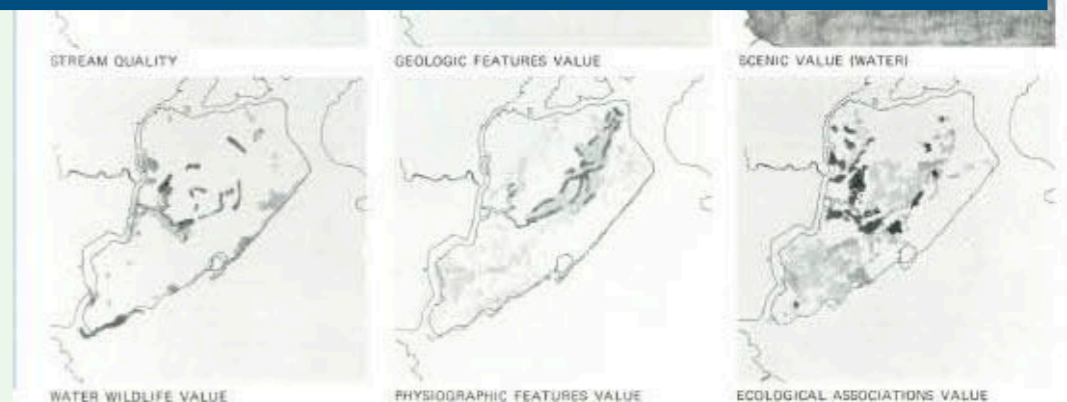 STREAM QUALITY
GEOLOGIC FEATURES VALUE
SCENIC VALUE (WATER)
WATER WILDLIFE VALUE
PHYSIOGRAPHIC FEATURES VALUE
ECOLOGICAL ASSOCIATIONS VALUE